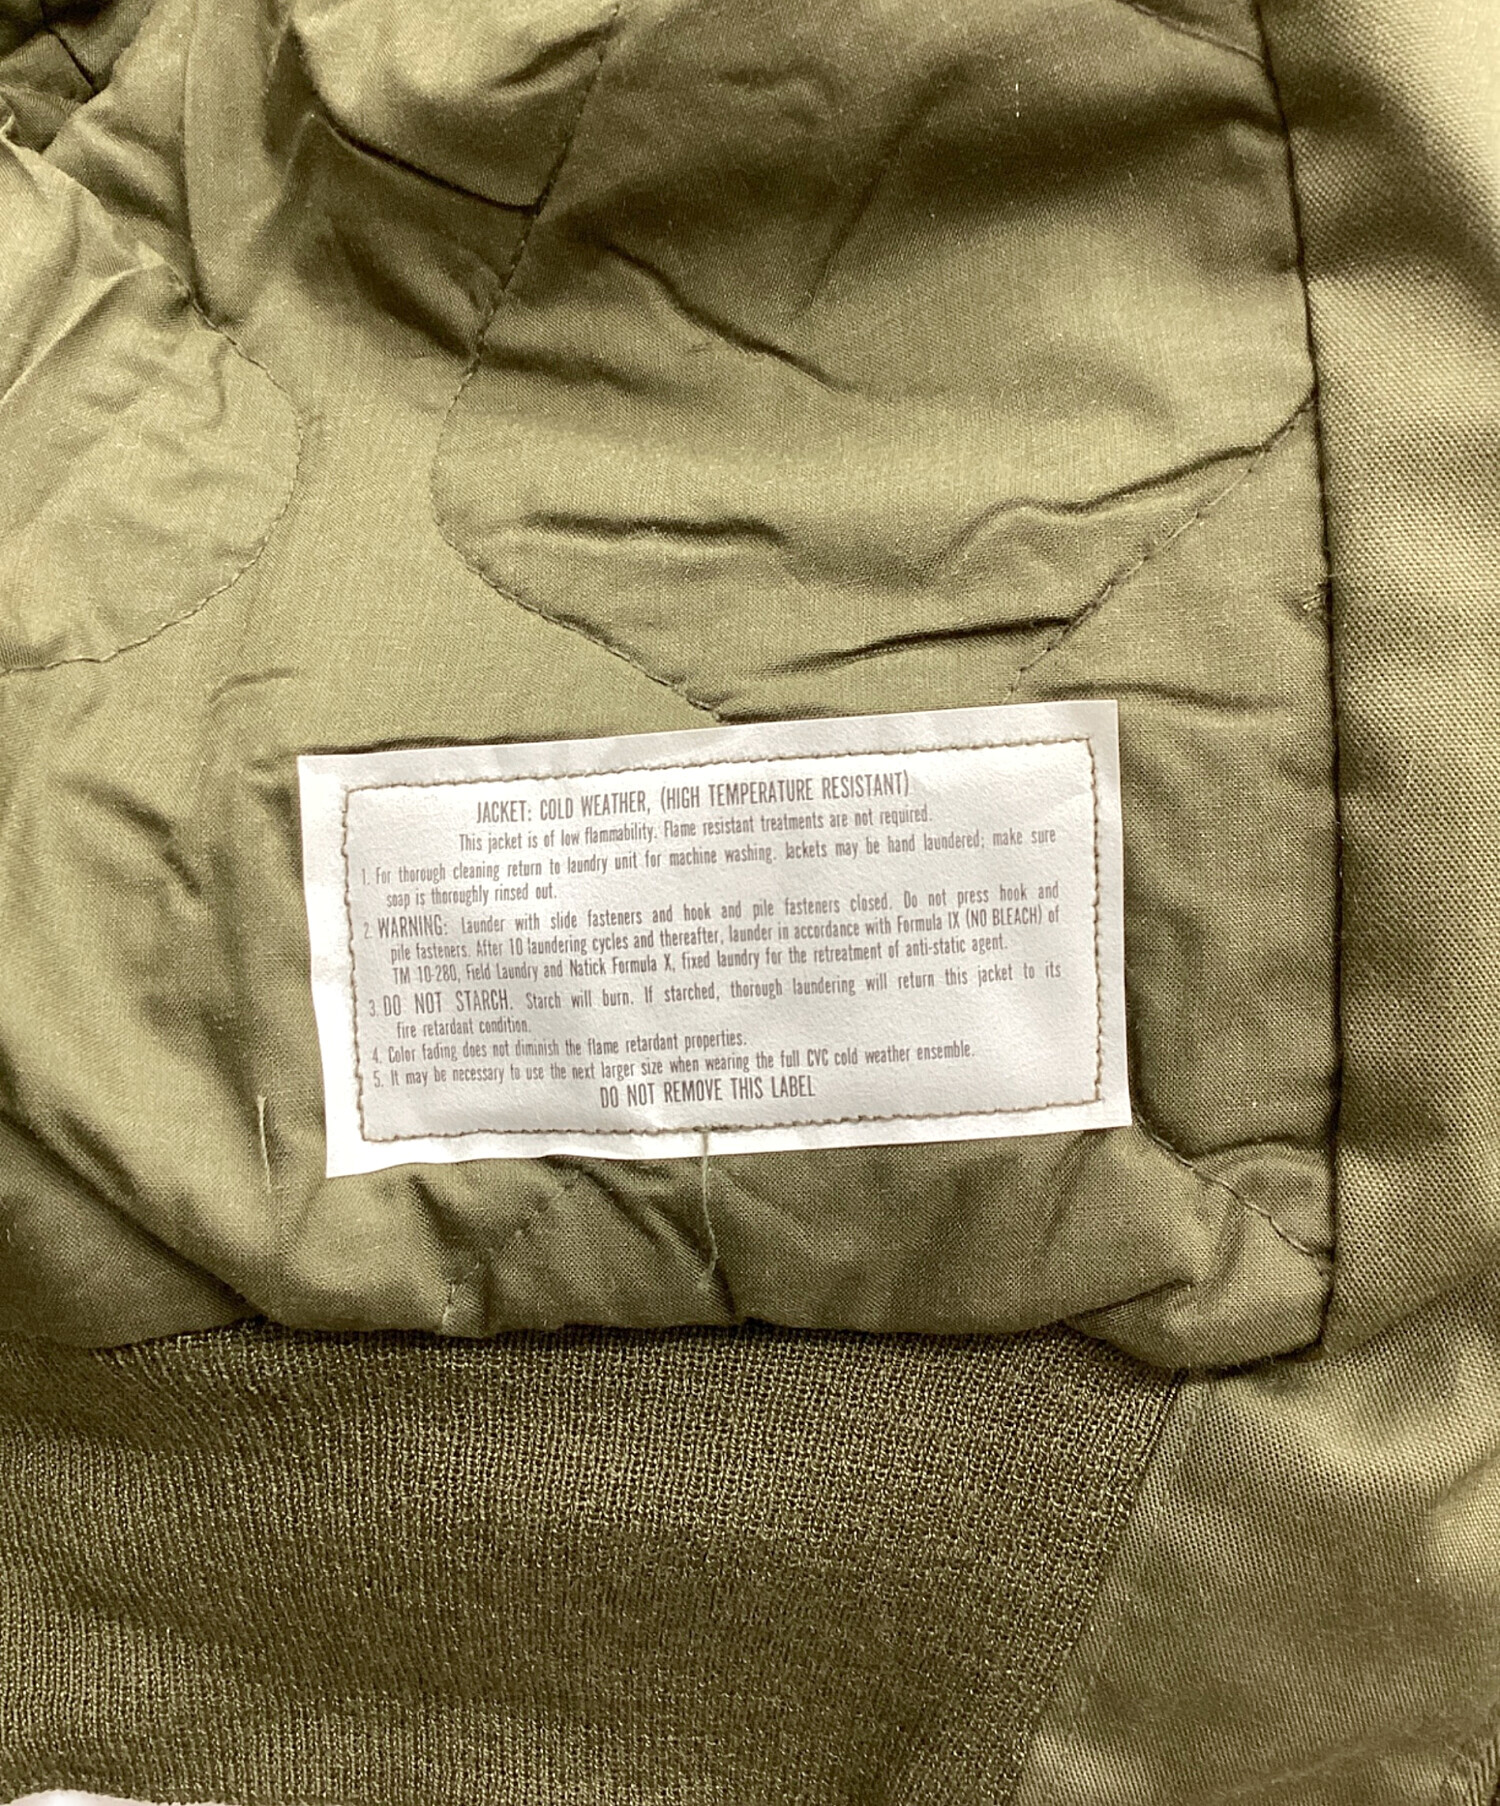 JACKET: COLD WEATHER, (HIGH TEMPERATURE RESISTANT)
This jacket is of low flammability. Flame resistant treatments are not required.
1. For thorough cleaning return to laundry unit for machine washing. Jackets may be hand laundered; make sure
soap is thoroughly rinsed out.
2. WARNING: Launder with slide fasteners and hook and pile fasteners closed. Do not press hook and
pile fasteners. After 10 laundering cycles and thereafter, launder in accordance with Formula IX (NO BLEACH) of
TM 10-280, Field Laundry and Natick Formula X, fixed laundry for the retreatment of anti-static agent.
3. DO NOT STARCH. Starch will burn. If starched, thorough laundering will return this jacket to its
fire retardant condition.
4. Color fading does not diminish the flame retardant properties.
5. It may be necessary to use the next larger size when wearing the full CVC cold weather ensemble.
DO NOT REMOVE THIS LABEL